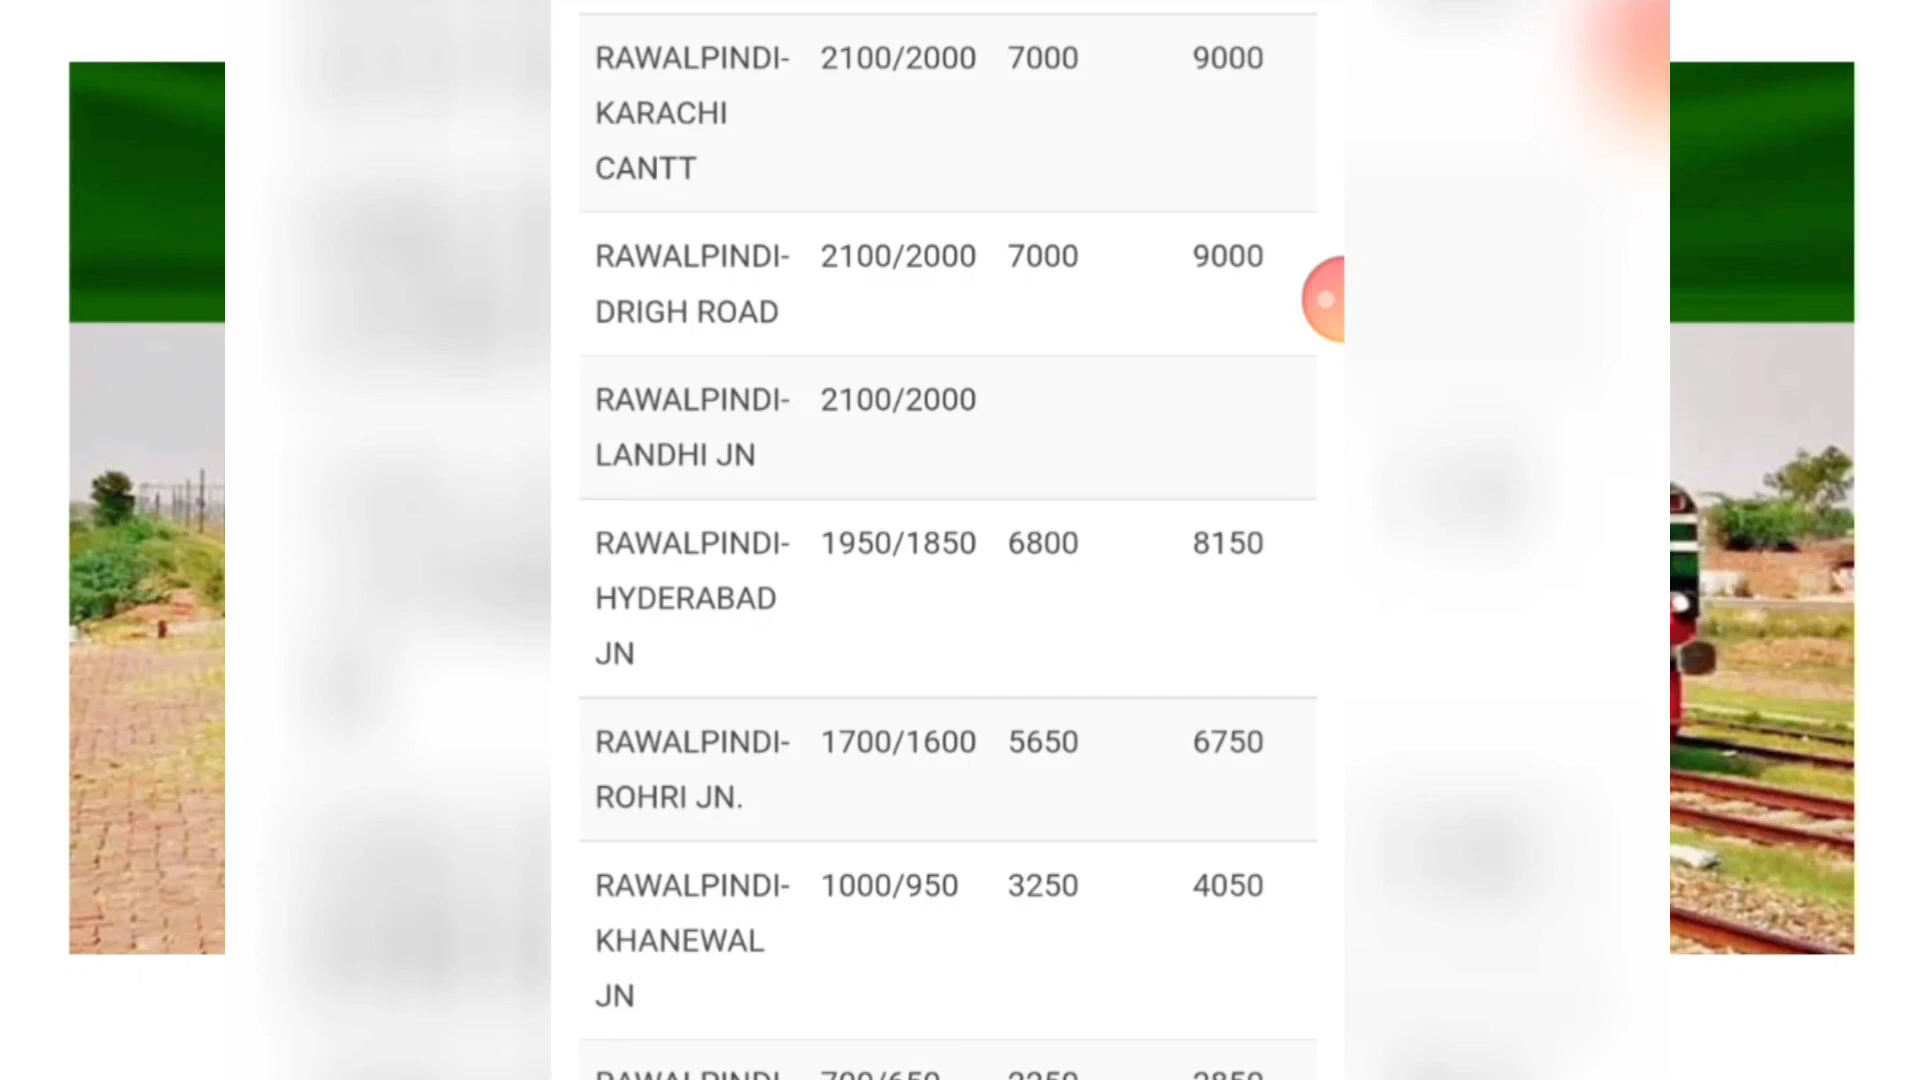 RAWALPINDI- 2100/2000 7000 9000
KARACHI
CANTT
RAWALPINDI- 2100/2000 7000 9000
DRIGH ROAD
RAWALPINDI- 2100/2000
LANDHI JN
RAWALPINDI- 1950/1850 6800 8150
HYDERABAD
JN
RAWALPINDI- 1700/1600 5650 6750
ROHRI JN.
RAWALPINDI- 1000/950 3250 4050
KHANEWAL
JN